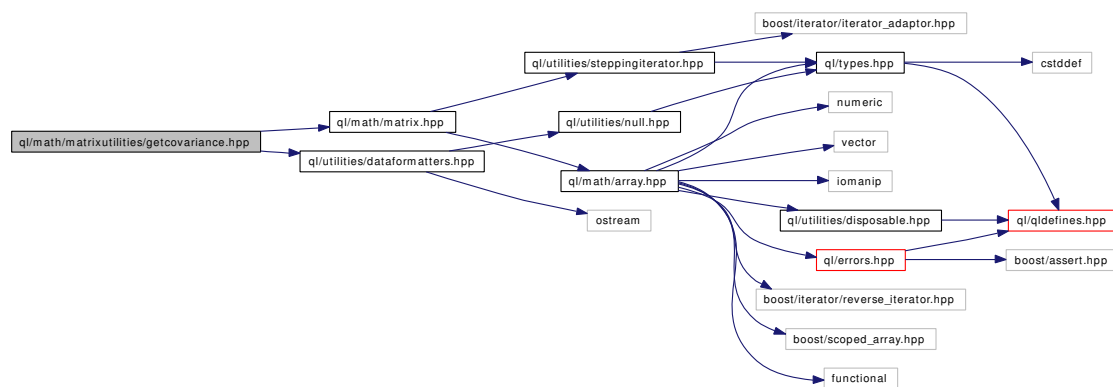 boost/iterator/iterator_adaptor.hpp
ql/utilities/steppingiterator.hpp
ql/types.hpp
cstddef
numeric
ql/math/matrix.hpp
ql/utilities/null.hpp
ql/math/matrixutilities/getcovariance.hpp
vector
ql/utilities/dataformatters.hpp
ql/math/array.hpp
iomanip
ostream
ql/utilities/disposable.hpp
ql/qldefines.hpp
ql/errors.hpp
boost/assert.hpp
boost/iterator/reverse_iterator.hpp
boost/scoped_array.hpp
functional